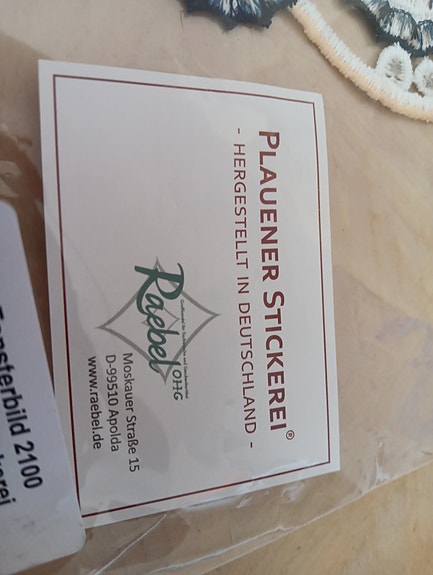 PLAUENER STICKEREI®
- HERGESTELLT IN DEUTSCHLAND -
Raebel OHG
Moskauer Straße 15
D-99510 Apolda
www.raebel.de
Fensterbild 2100